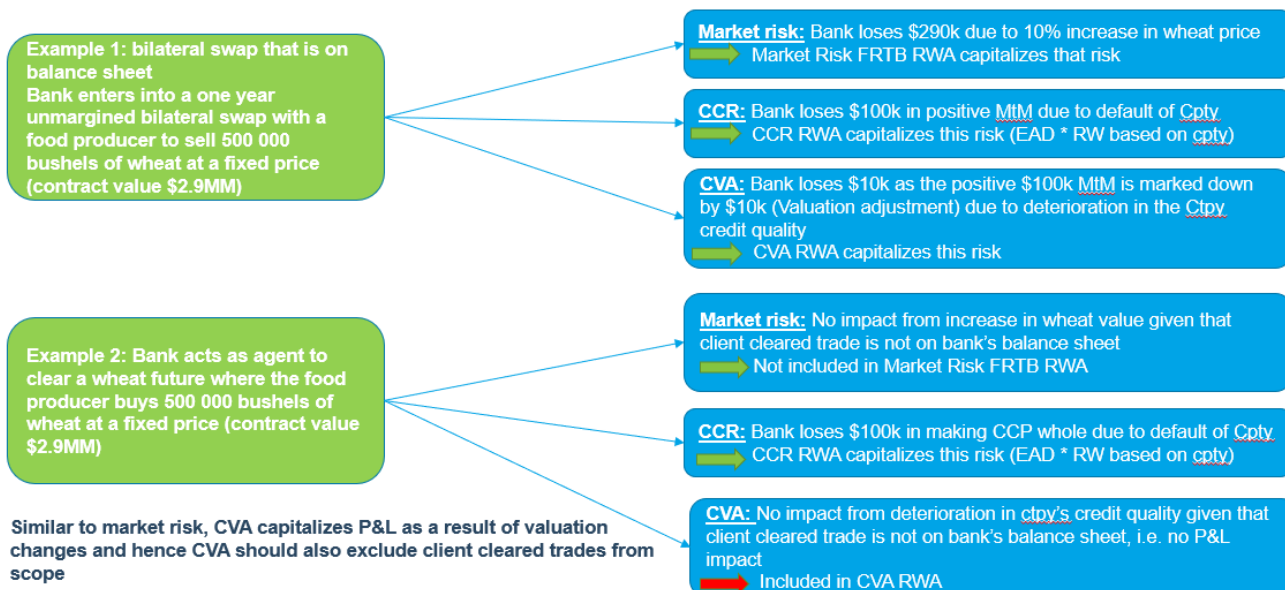 Example 1: bilateral swap that is on
balance sheet
Bank enters into a one year
unmargined bilateral swap with a
food producer to sell 500 000
bushels of wheat at a fixed price
(contract value $2.9MM)
Market risk: Bank loses $290k due to 10% increase in wheat price
Market Risk FRTB RWA capitalizes that risk
CCR: Bank loses $100k in positive MtM due to default of Cpty
CCR RWA capitalizes this risk (EAD * RW based on cpty)
CVA: Bank loses $10k as the positive $100k MtM is marked down
by $10k (Valuation adjustment) due to deterioration in the Ctpy
credit quality
CVA RWA capitalizes this risk
Example 2: Bank acts as agent to
clear a wheat future where the food
producer buys 500 000 bushels of
wheat at a fixed price (contract value
$2.9MM)
Market risk: No impact from increase in wheat value given that
client cleared trade is not on bank's balance sheet
Not included in Market Risk FRTB RWA
CCR: Bank loses $100k in making CCP whole due to default of Cpty
CCR RWA capitalizes this risk (EAD * RW based on cpty)
CVA: No impact from deterioration in ctpy's credit quality given that
client cleared trade is not on bank's balance sheet, i.e. no P&L
impact
Included in CVA RWA
Similar to market risk, CVA capitalizes P&L as a result of valuation
changes and hence CVA should also exclude client cleared trades from
scope